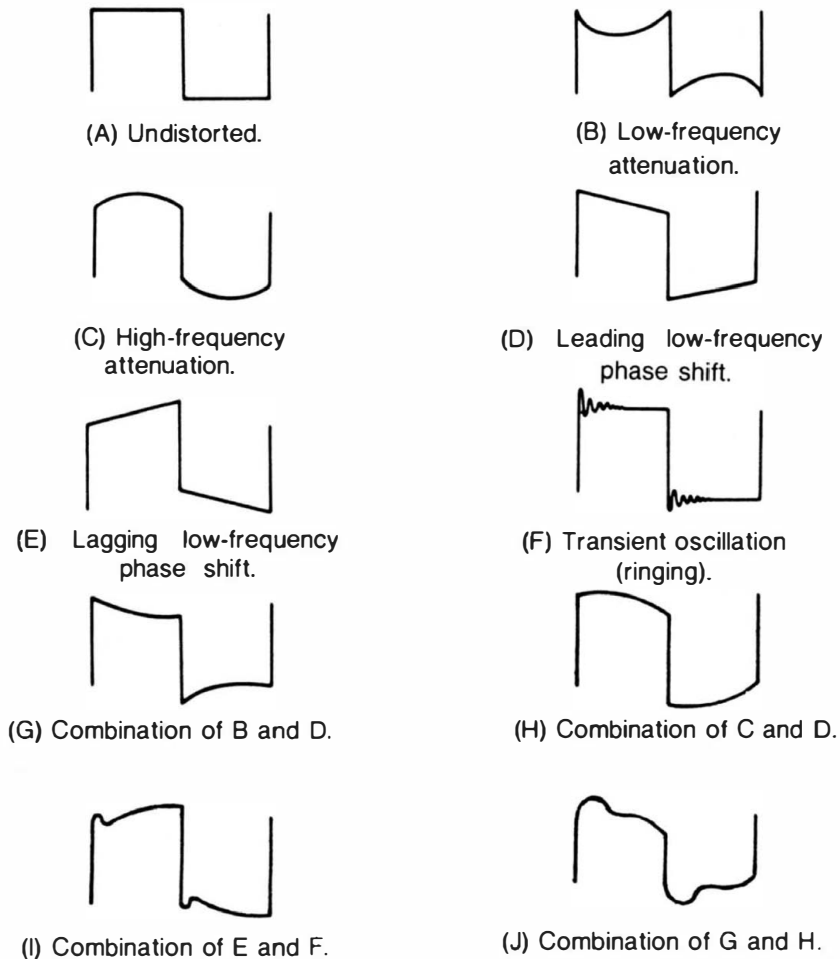 (A) Undistorted.
(B) Low-frequency
attenuation.
(C) High-frequency
attenuation.
(D) Leading low-frequency
phase shift.
(E) Lagging low-frequency
phase shift.
(F) Transient oscillation
(ringing).
(G) Combination of B and D.
(H) Combination of C and D.
(I) Combination of E and F.
(J) Combination of G and H.